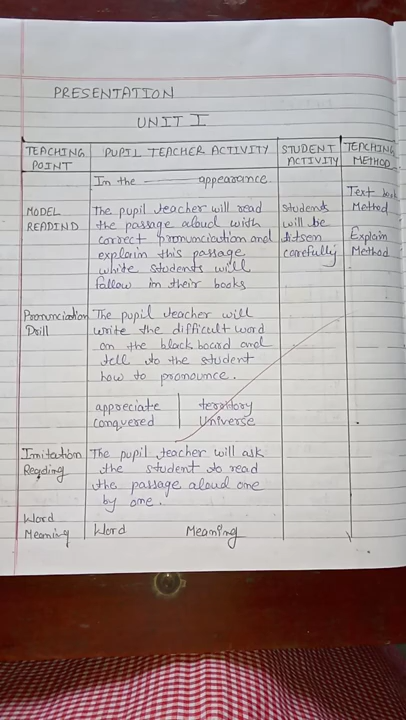 PRESENTATION
UNIT I
TEACHING POINT | PUPIL TEACHER ACTIVITY | STUDENT ACTIVITY | TEACHING METHOD
In the ——— appearance.
MODEL READIND
The pupil teacher will read
the passage aloud with
correct pronunciation and
explain this passage
white students will
follow in their books
students
will be
litsen
carefully
Text book
Method
Explain
Method
Pronunciation
Drill
The pupil teacher will
write the difficult word
on the black board and
tell to the student
how to pronounce.
appreciate | territory
conquered | Universe
Imitation
Regding
The pupil teacher will ask
the student to read
the passage aloud one
by one.
Word
Meaning
Word Meaning